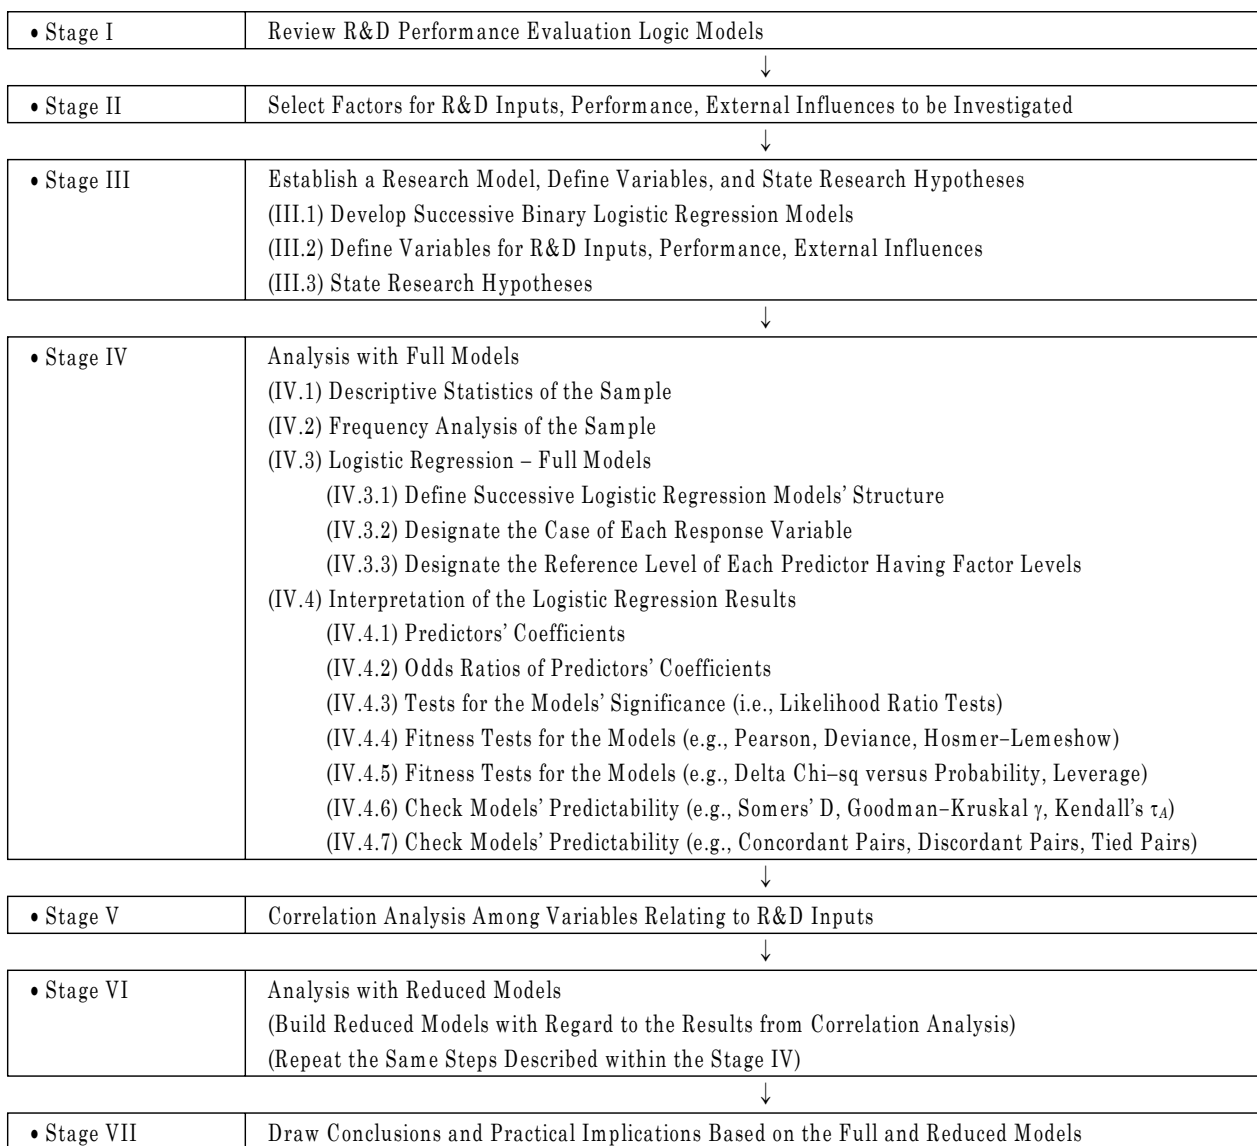 • Stage I Review R&D Performance Evaluation Logic Models
↓
• Stage II Select Factors for R&D Inputs, Performance, External Influences to be Investigated
↓
• Stage III Establish a Research Model, Define Variables, and State Research Hypotheses
(III.1) Develop Successive Binary Logistic Regression Models
(III.2) Define Variables for R&D Inputs, Performance, External Influences
(III.3) State Research Hypotheses
↓
• Stage IV Analysis with Full Models
(IV.1) Descriptive Statistics of the Sample
(IV.2) Frequency Analysis of the Sample
(IV.3) Logistic Regression – Full Models
(IV.3.1) Define Successive Logistic Regression Models’ Structure
(IV.3.2) Designate the Case of Each Response Variable
(IV.3.3) Designate the Reference Level of Each Predictor Having Factor Levels
(IV.4) Interpretation of the Logistic Regression Results
(IV.4.1) Predictors’ Coefficients
(IV.4.2) Odds Ratios of Predictors’ Coefficients
(IV.4.3) Tests for the Models’ Significance (i.e., Likelihood Ratio Tests)
(IV.4.4) Fitness Tests for the Models (e.g., Pearson, Deviance, Hosmer–Lemeshow)
(IV.4.5) Fitness Tests for the Models (e.g., Delta Chi–sq versus Probability, Leverage)
(IV.4.6) Check Models’ Predictability (e.g., Somers’ D, Goodman–Kruskal γ, Kendall’s τA)
(IV.4.7) Check Models’ Predictability (e.g., Concordant Pairs, Discordant Pairs, Tied Pairs)
↓
• Stage V Correlation Analysis Among Variables Relating to R&D Inputs
↓
• Stage VI Analysis with Reduced Models
(Build Reduced Models with Regard to the Results from Correlation Analysis)
(Repeat the Same Steps Described within the Stage IV)
↓
• Stage VII Draw Conclusions and Practical Implications Based on the Full and Reduced Models